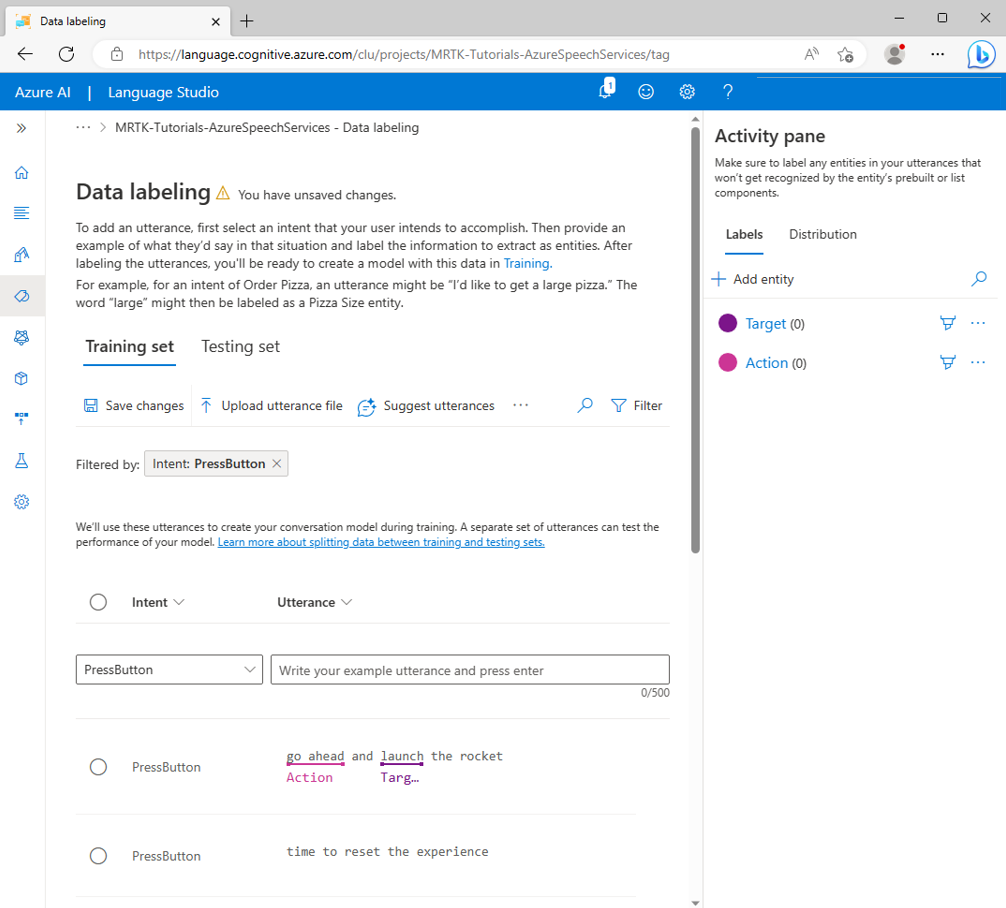 Data labeling
https://language.cognitive.azure.com/clu/projects/MRTK-Tutorials-AzureSpeechServices/tag
Azure AI | Language Studio
1
··· > MRTK-Tutorials-AzureSpeechServices - Data labeling
Data labeling You have unsaved changes.
To add an utterance, first select an intent that your user intends to accomplish. Then provide an
example of what they'd say in that situation and label the information to extract as entities. After
labeling the utterances, you'll be ready to create a model with this data in Training.
For example, for an intent of Order Pizza, an utterance might be "I'd like to get a large pizza." The
word "large" might then be labeled as a Pizza Size entity.
Training set Testing set
Save changes Upload utterance file Suggest utterances ··· Filter
Filtered by: Intent: PressButton
We'll use these utterances to create your conversation model during training. A separate set of utterances can test the
performance of your model. Learn more about splitting data between training and testing sets.
Intent Utterance
PressButton Write your example utterance and press enter
0/500
PressButton go ahead and launch the rocket
Action Targ…
PressButton time to reset the experience
Activity pane
Make sure to label any entities in your utterances that
won't get recognized by the entity's prebuilt or list
components.
Labels Distribution
Add entity
Target (0)
Action (0)